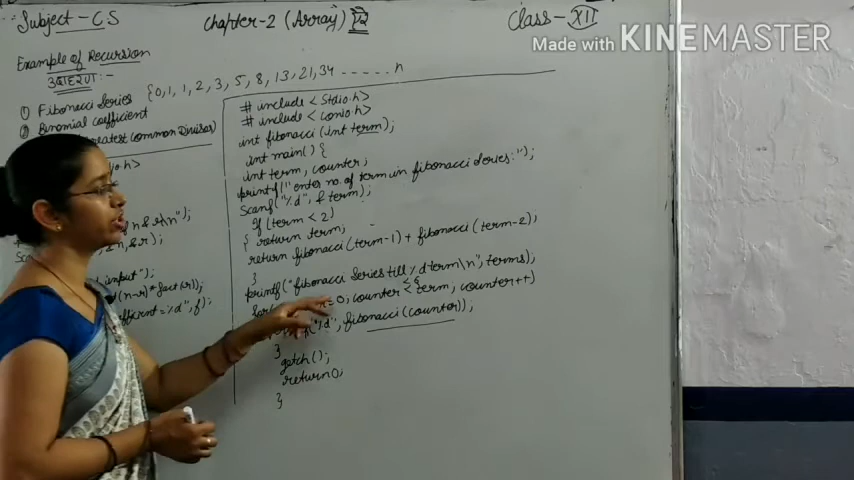 Subject - CS
Chapter-2 (Array)
Class - XII
Made with KINEMASTER
Example of Recursion
उदाहरण :-
① Fibonacci Series {0,1,1,2,3,5,8,13,21,34 ...... n
② Binomial coefficient
greatest common Divisor)
# include < Stdio.h>
# include < conio.h>
int fibonacci (int term);
int main() {
int term, counter;
printf("enter no. of term in fibonacci Series:");
Scanf("%d", & term);
if (term < 2)
{ return term;
return fibonacci (term-1) + fibonacci (term-2);
}
printf("fibonacci Series till %d term\n", terms);
=0; counter < term, counter++)
"%d", fibonacci (counter));
}
getch();
return 0;
}
io.h>
n & r\n");
n, &r);
input");
(n-r)*fact(r));
=%d", f);